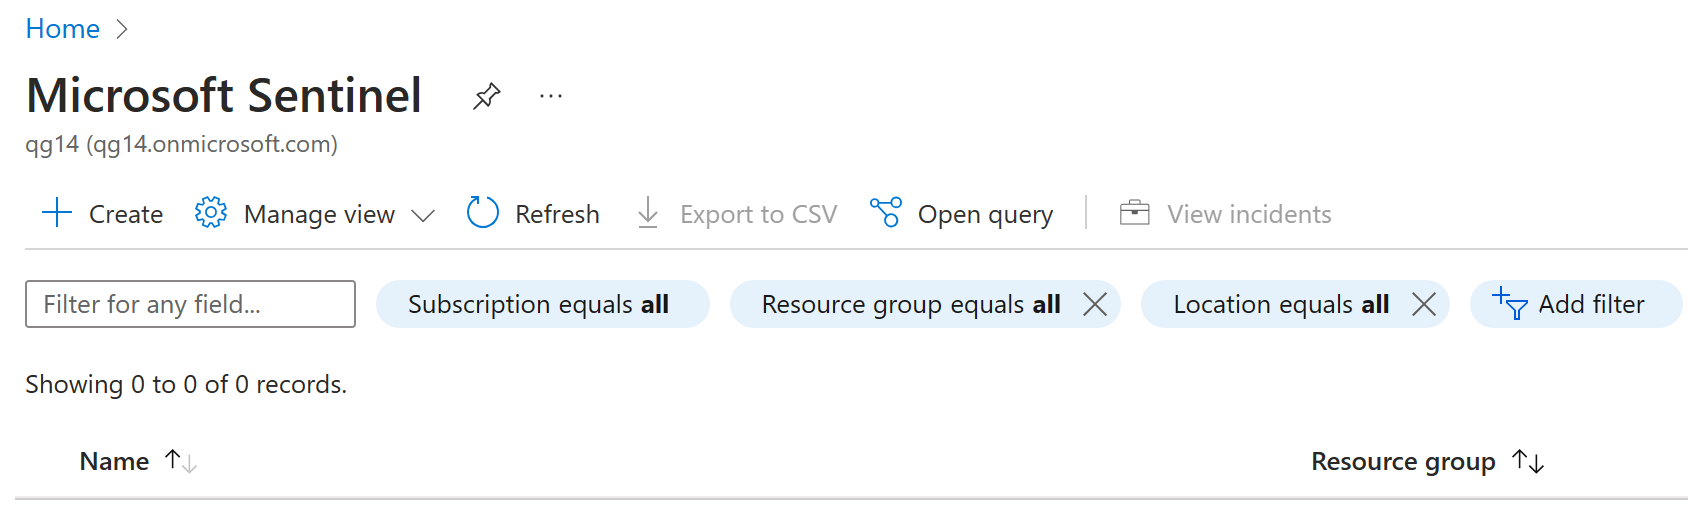 Home
Microsoft Sentinel
qg14 (qg14.onmicrosoft.com)
Create Manage view Refresh Export to CSV Open query View incidents
Filter for any field... Subscription equals all Resource group equals all Location equals all Add filter
Showing 0 to 0 of 0 records.
Name Resource group